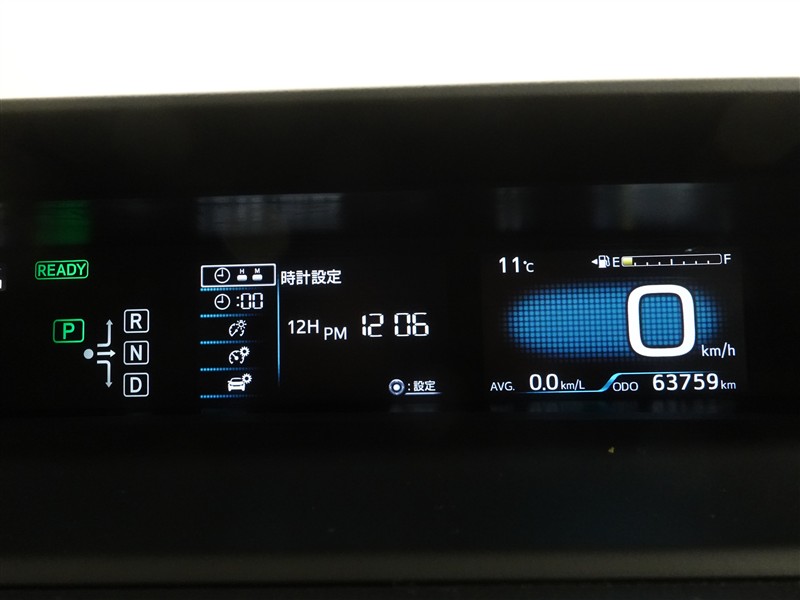 READY
P
R
N
D
H M
時計設定
:00
12H PM 12 06
:設定
11℃
E F
0 km/h
AVG. 0.0 km/L
ODO 63759 km